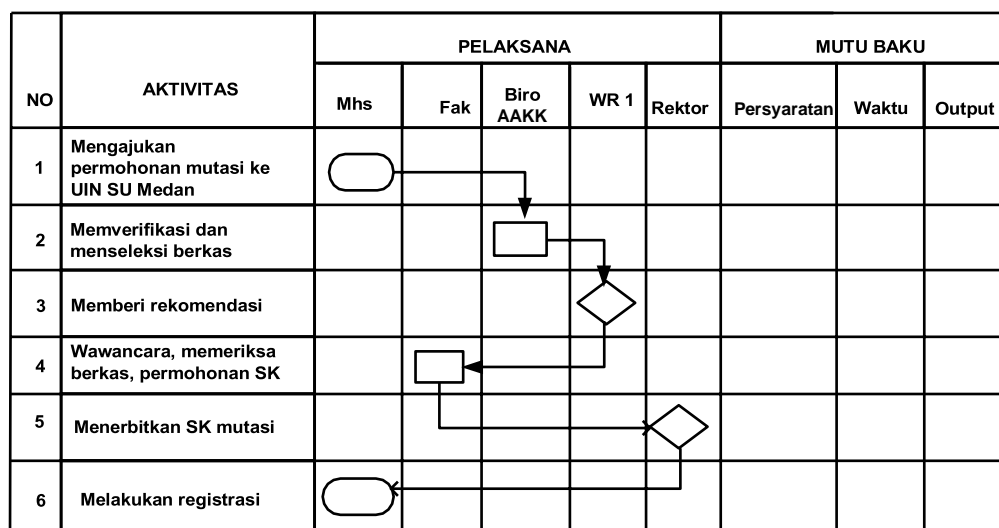 NO
AKTIVITAS
PELAKSANA
MUTU BAKU
Mhs
Fak
Biro
AAKK
WR 1
Rektor
Persyaratan
Waktu
Output
1
Mengajukan
permohonan mutasi ke
UIN SU Medan
2
Memverifikasi dan
menseleksi berkas
3
Memberi rekomendasi
4
Wawancara, memeriksa
berkas, permohonan SK
5
Menerbitkan SK mutasi
6
Melakukan registrasi